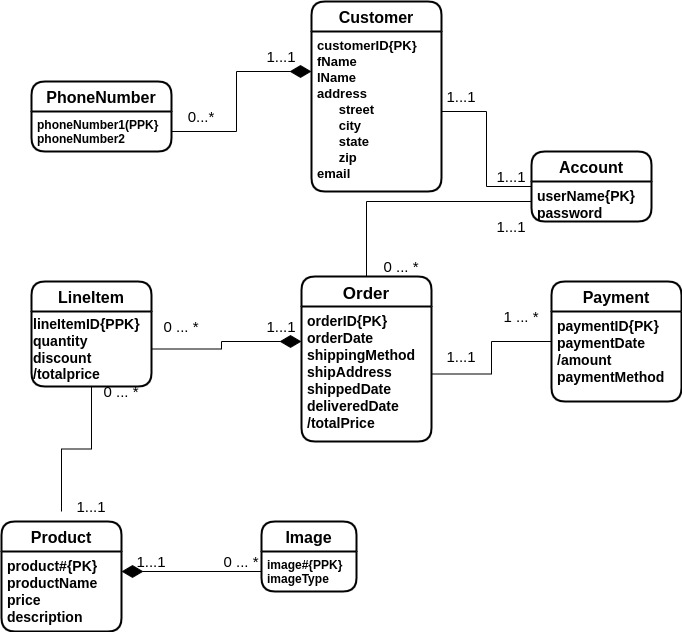 Customer
customerID{PK}
fName
lName
address
street
city
state
zip
email
1...1
PhoneNumber
phoneNumber1(PPK}
phoneNumber2
0...*
1...1
Account
userName{PK}
password
1...1
1...1
0 ... *
LineItem
lineItemID{PPK}
quantity
discount
/totalprice
0 ... *
1...1
Order
orderID{PK}
orderDate
shippingMethod
shipAddress
shippedDate
deliveredDate
/totalPrice
1...1
1 ... *
Payment
paymentID{PK}
paymentDate
/amount
paymentMethod
0 ... *
1...1
Product
product#{PK}
productName
price
description
1...1
0 ... *
Image
image#{PPK}
imageType